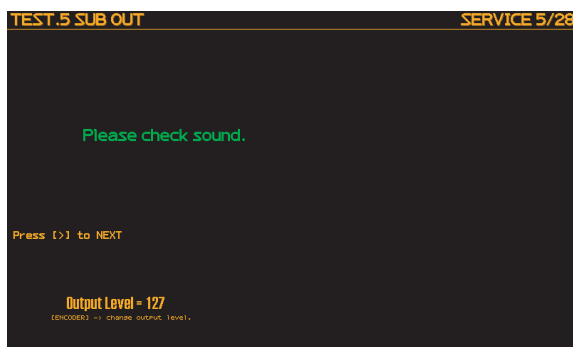 TEST.5 SUB OUT SERVICE 5/28
Please check sound.
Press [>] to NEXT
Output Level = 127
[ENCODER] -> change output level.